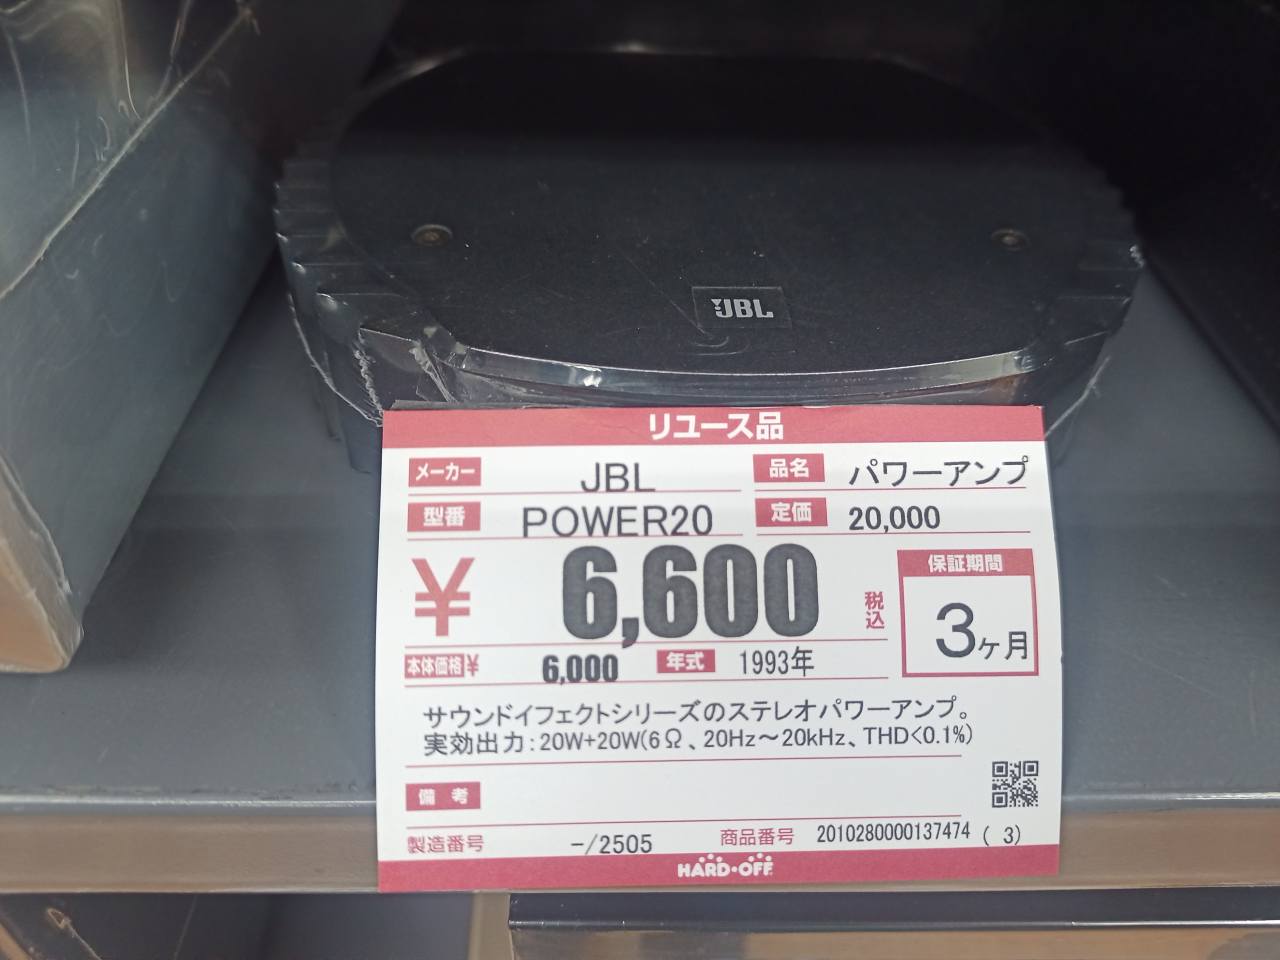 JBL
リユース品
メーカー JBL 品名 パワーアンプ
型番 POWER20 定価 20,000
¥ 6,600 税込
保証期間
3ヶ月
本体価格¥ 6,000 年式 1993年
サウンドイフェクトシリーズのステレオパワーアンプ。
実効出力:20W+20W(6Ω、20Hz～20kHz、THD<0.1%)
備考
製造番号 -/2505 商品番号 2010280000137474 ( 3)
HARD・OFF